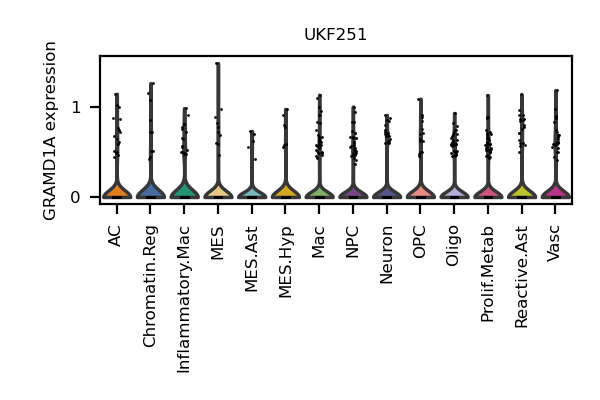 UKF251
GRAMD1A expression
1
0
AC
Chromatin.Reg
Inflammatory.Mac
MES
MES.Ast
MES.Hyp
Mac
NPC
Neuron
OPC
Oligo
Prolif.Metab
Reactive.Ast
Vasc